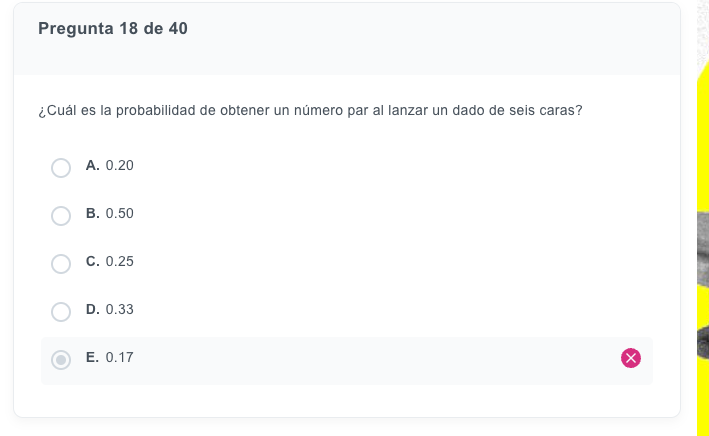 Pregunta 18 de 40
¿Cuál es la probabilidad de obtener un número par al lanzar un dado de seis caras?
A. 0.20
B. 0.50
C. 0.25
D. 0.33
E. 0.17